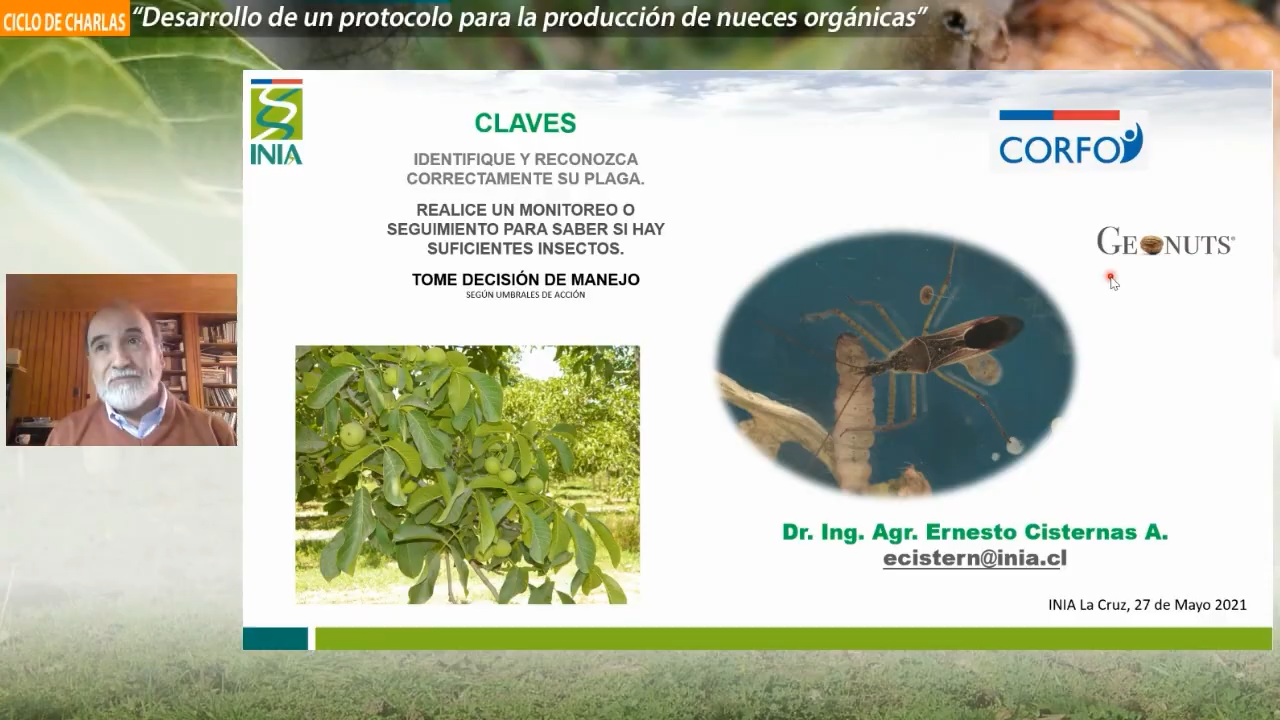 CICLO DE CHARLAS "Desarrollo de un protocolo para la producción de nueces orgánicas"
INIA
CLAVES
IDENTIFIQUE Y RECONOZCA
CORRECTAMENTE SU PLAGA.
REALICE UN MONITOREO O
SEGUIMIENTO PARA SABER SI HAY
SUFICIENTES INSECTOS.
TOME DECISIÓN DE MANEJO
SEGÚN UMBRALES DE ACCIÓN
CORFO
GEONUTS®
Dr. Ing. Agr. Ernesto Cisternas A.
ecistern@inia.cl
INIA La Cruz, 27 de Mayo 2021